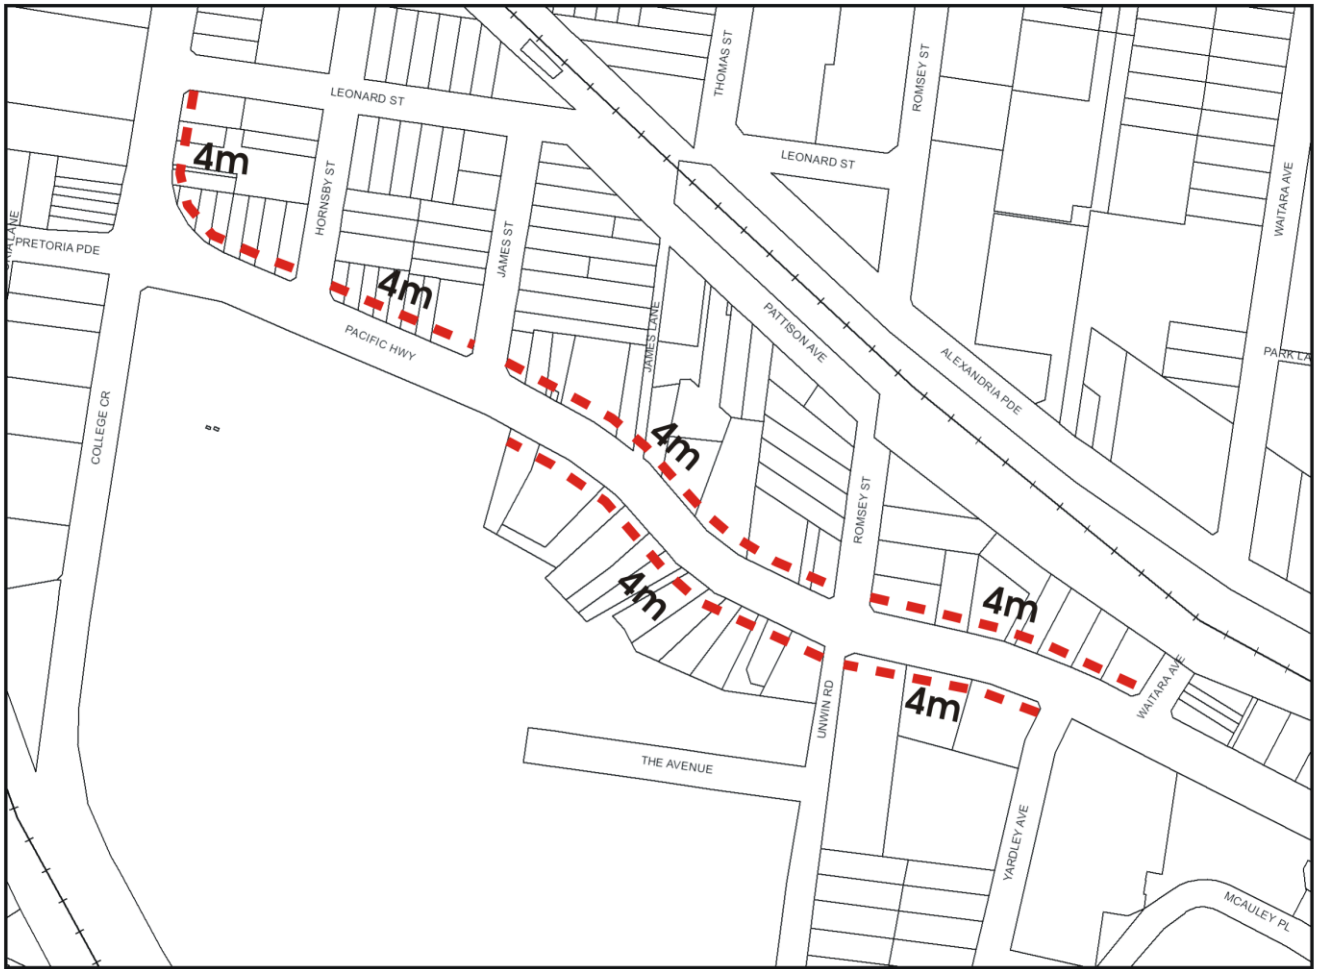 THOMAS ST
ROMSEY ST
LEONARD ST
LEONARD ST
4m
HORNSBY ST
WAITARA AVE
PRETORIA PDE
JAMES ST
4m
PACIFIC HWY
JAMES LANE
PATTISON AVE
ALEXANDRIA PDE
PARK LA
COLLEGE CR
4m
ROMSEY ST
4m
4m
4m
WAITARA AVE
UNWIN RD
THE AVENUE
YARDLEY AVE
MCAULEY PL